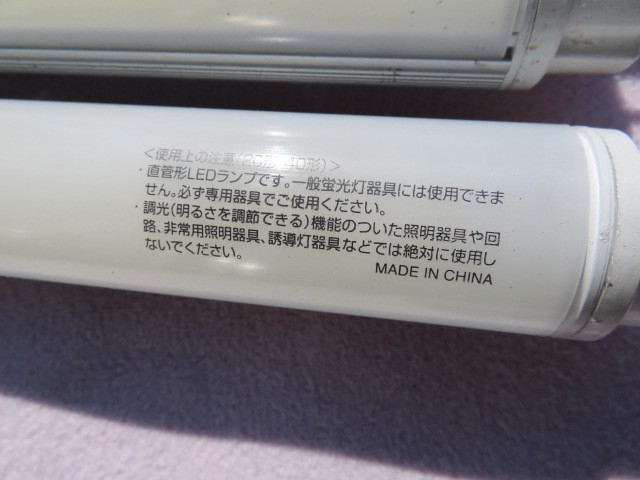 <使用上の注意(20形、40形)>
・直管形LEDランプです。一般蛍光灯器具には使用できま
せん。必ず専用器具でご使用ください。
・調光(明るさを調節できる)機能のついた照明器具や回
路、非常用照明器具、誘導灯器具などでは絶対に使用し
ないでください。
MADE IN CHINA